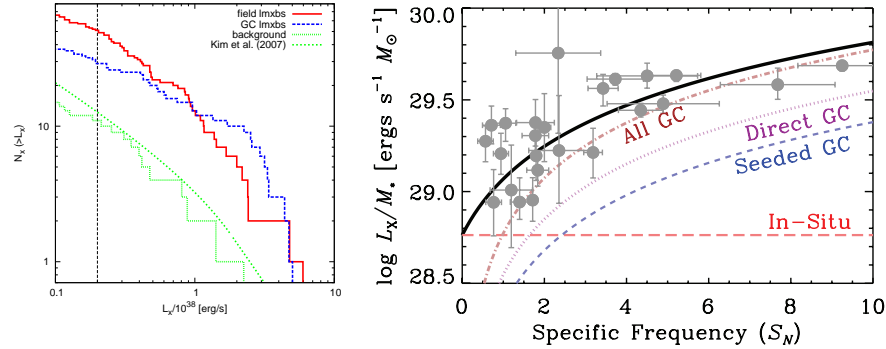 field lmxbs
GC lmxbs
background
Kim et al. (2007)
10
1
0.1
1
10
N_X (>L_X)
L_X/10^38 [erg/s]
30.0
29.5
29.0
28.5
log L_X/M_⋆ [ergs s^−1 M_⊙^−1]
All GC
Direct GC
Seeded GC
In-Situ
0 2 4 6 8 10
Specific Frequency (S_N)